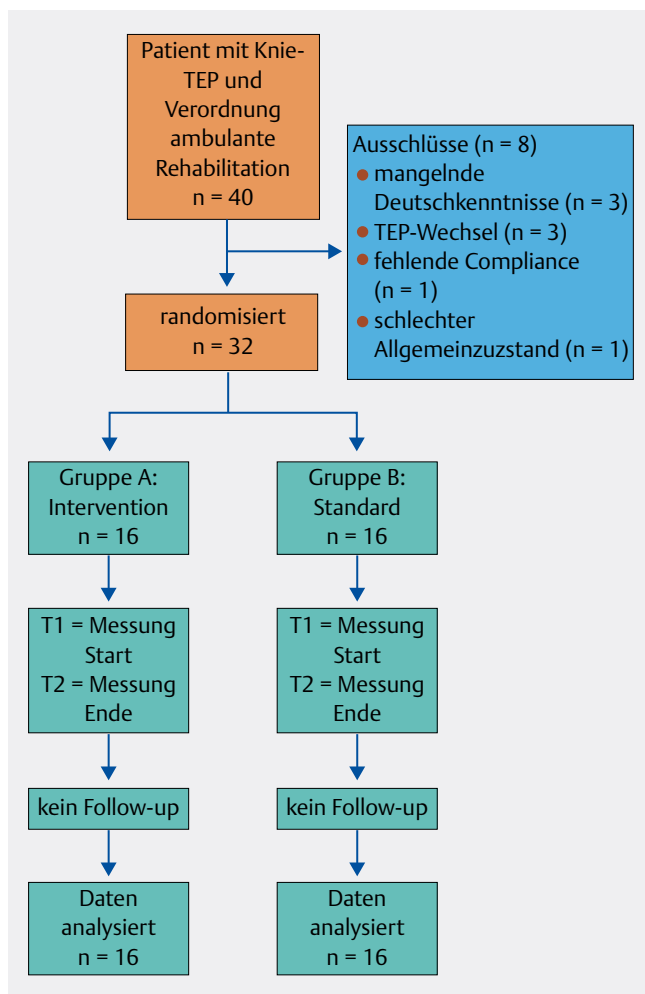 Patient mit Knie-
TEP und
Verordnung
ambulante
Rehabilitation
n = 40
Ausschlüsse (n = 8)
• mangelnde
Deutschkenntnisse (n = 3)
• TEP-Wechsel (n = 3)
• fehlende Compliance
(n = 1)
• schlechter
Allgemeinzuzstand (n = 1)
randomisiert
n = 32
Gruppe A:
Intervention
n = 16
Gruppe B:
Standard
n = 16
T1 = Messung
Start
T2 = Messung
Ende
T1 = Messung
Start
T2 = Messung
Ende
kein Follow-up
kein Follow-up
Daten
analysiert
n = 16
Daten
analysiert
n = 16